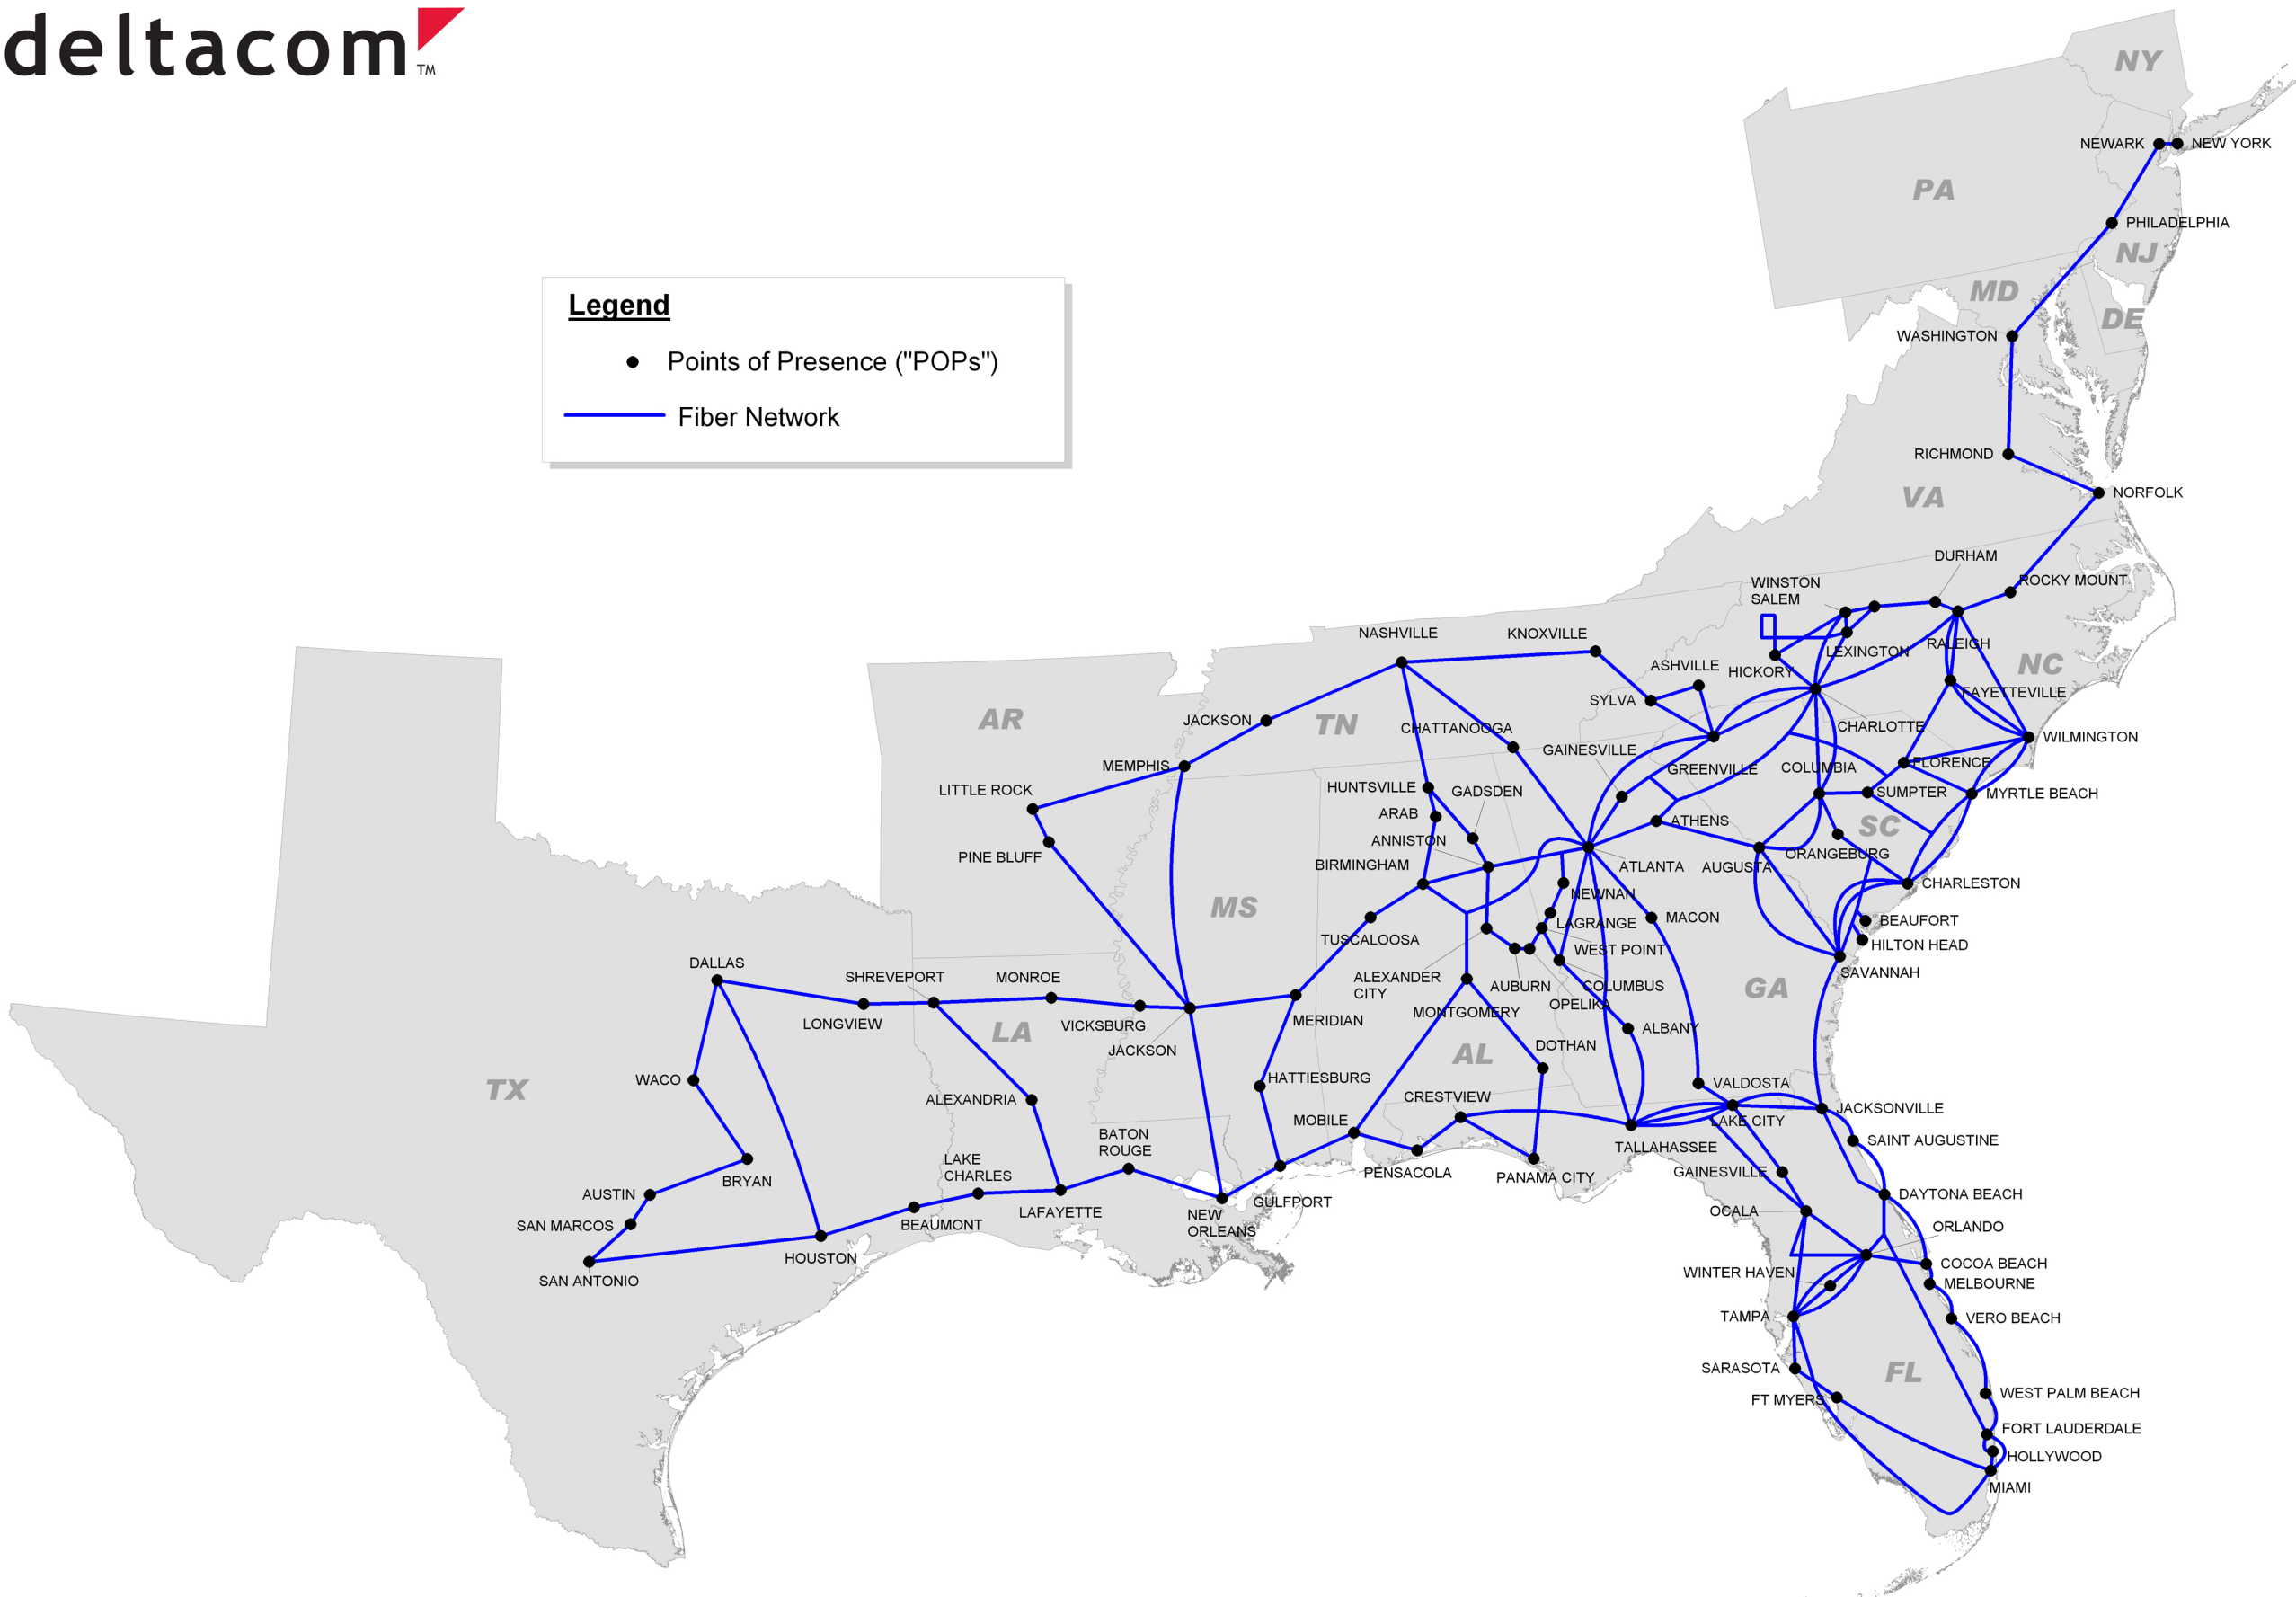 deltacom
TM
NY
NEWARK
NEW YORK
PA
PHILADELPHIA
NJ
MD
DE
Legend
Points of Presence ("POPs")
Fiber Network
WASHINGTON
RICHMOND
VA
NORFOLK
DURHAM
ROCKY MOUNT
WINSTON
SALEM
NASHVILLE
KNOXVILLE
RALEIGH
LEXINGTON
ASHVILLE
HICKORY
NC
FAYETTEVILLE
SYLVA
AR
JACKSON
TN
CHATTANOOGA
CHARLOTTE
WILMINGTON
GAINESVILLE
MEMPHIS
GREENVILLE
COLUMBIA
FLORENCE
LITTLE ROCK
HUNTSVILLE
GADSDEN
SUMPTER
MYRTLE BEACH
ARAB
ATHENS
SC
ANNISTON
PINE BLUFF
ORANGEBURG
BIRMINGHAM
ATLANTA
AUGUSTA
CHARLESTON
NEWNAN
MS
MACON
BEAUFORT
LAGRANGE
TUSCALOOSA
HILTON HEAD
WEST POINT
DALLAS
SHREVEPORT
MONROE
ALEXANDER
CITY
AUBURN
COLUMBUS
SAVANNAH
GA
OPELIKA
MONTGOMERY
LONGVIEW
VICKSBURG
MERIDIAN
LA
ALBANY
JACKSON
AL
DOTHAN
WACO
TX
HATTIESBURG
VALDOSTA
ALEXANDRIA
CRESTVIEW
JACKSONVILLE
MOBILE
LAKE CITY
BATON
ROUGE
SAINT AUGUSTINE
TALLAHASSEE
LAKE
CHARLES
BRYAN
PENSACOLA
PANAMA CITY
GAINESVILLE
AUSTIN
DAYTONA BEACH
GULFPORT
LAFAYETTE
OCALA
NEW
ORLEANS
SAN MARCOS
BEAUMONT
ORLANDO
HOUSTON
COCOA BEACH
WINTER HAVEN
SAN ANTONIO
MELBOURNE
TAMPA
VERO BEACH
SARASOTA
FL
WEST PALM BEACH
FT MYERS
FORT LAUDERDALE
HOLLYWOOD
MIAMI